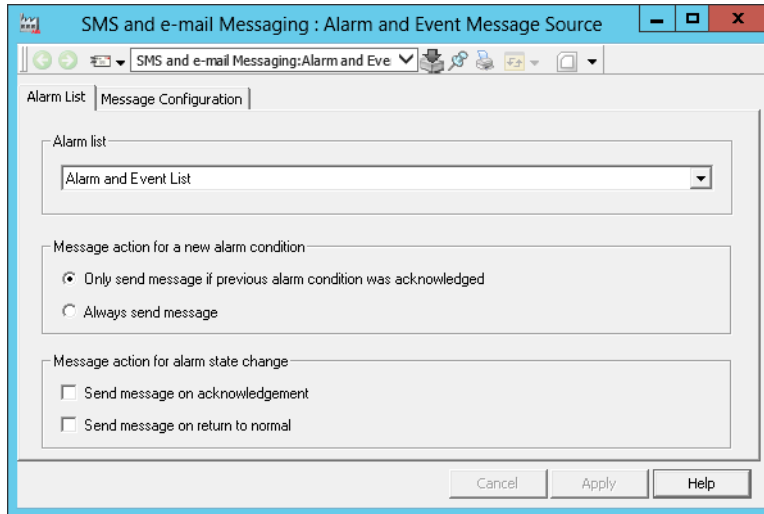 SMS and e-mail Messaging : Alarm and Event Message Source
SMS and e-mail Messaging:Alarm and Eve
Alarm List
Message Configuration
Alarm list
Alarm and Event List
Message action for a new alarm condition
Only send message if previous alarm condition was acknowledged
Always send message
Message action for alarm state change
Send message on acknowledgement
Send message on return to normal
Cancel
Apply
Help